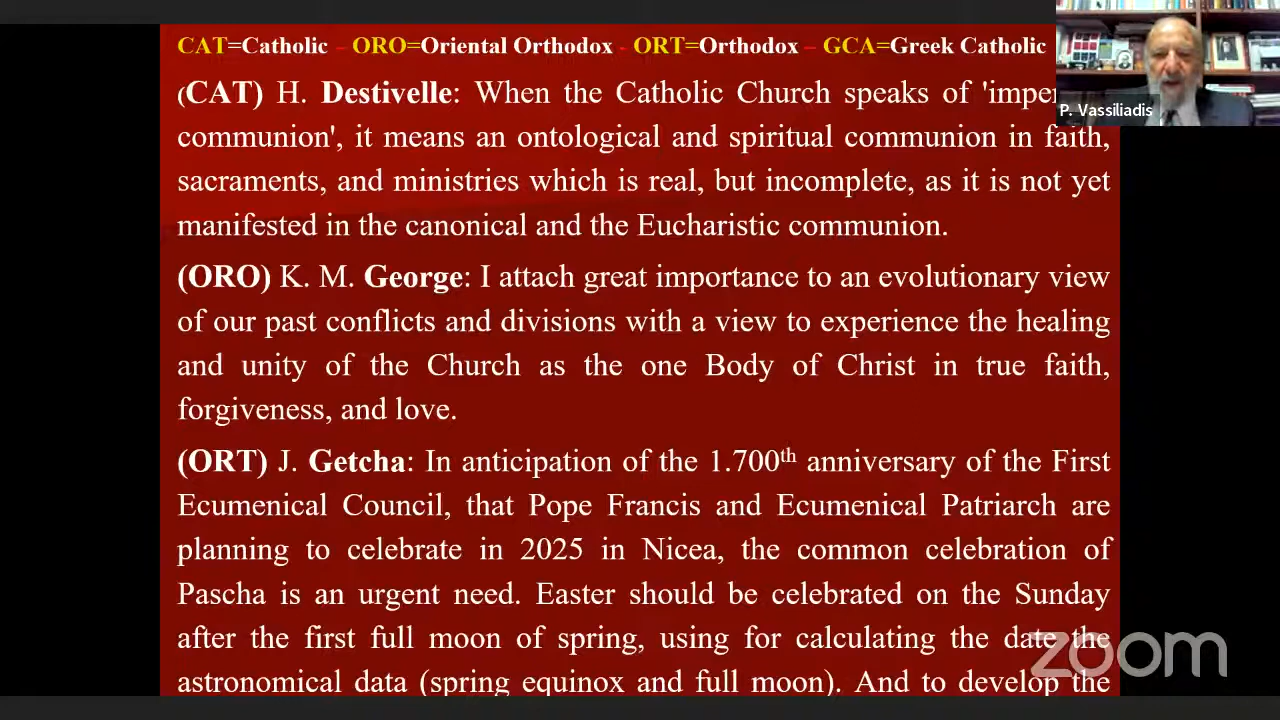 CAT=Catholic – ORO=Oriental Orthodox - ORT=Orthodox – GCA=Greek Catholic
(CAT) H. Destivelle: When the Catholic Church speaks of
communion', it means an ontological and spiritual communion in faith,
sacraments, and ministries which is real, but incomplete, as it is not yet
manifested in the canonical and the Eucharistic communion.
(ORO) K. M. George: I attach great importance to an evolutionary view
of our past conflicts and divisions with a view to experience the healing
and unity of the Church as the one Body of Christ in true faith,
forgiveness, and love.
(ORT) J. Getcha: In anticipation of the 1.700th anniversary of the First
Ecumenical Council, that Pope Francis and Ecumenical Patriarch are
planning to celebrate in 2025 in Nicea, the common celebration of
Pascha is an urgent need. Easter should be celebrated on the Sunday
after the first full moon of spring, using for calculating the date the
astronomical data (spring equinox and full moon). And to develop the
P. Vassiliadis
zoom